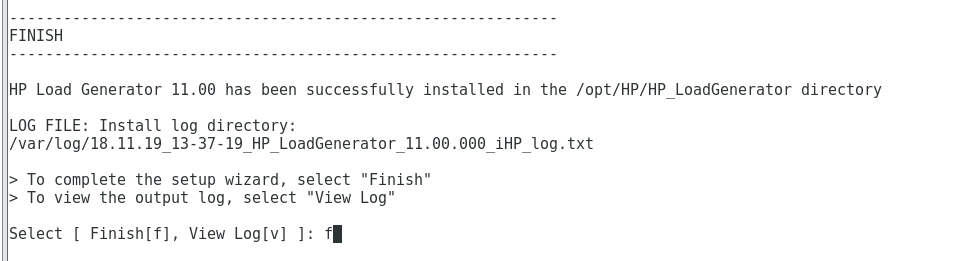 -------------------------------------------------------------
FINISH
-------------------------------------------------------------
HP Load Generator 11.00 has been successfully installed in the /opt/HP/HP_LoadGenerator directory
LOG FILE: Install log directory:
/var/log/18.11.19_13-37-19_HP_LoadGenerator_11.00.000_iHP_log.txt
> To complete the setup wizard, select "Finish"
> To view the output log, select "View Log"
Select [ Finish[f], View Log[v] ]: f